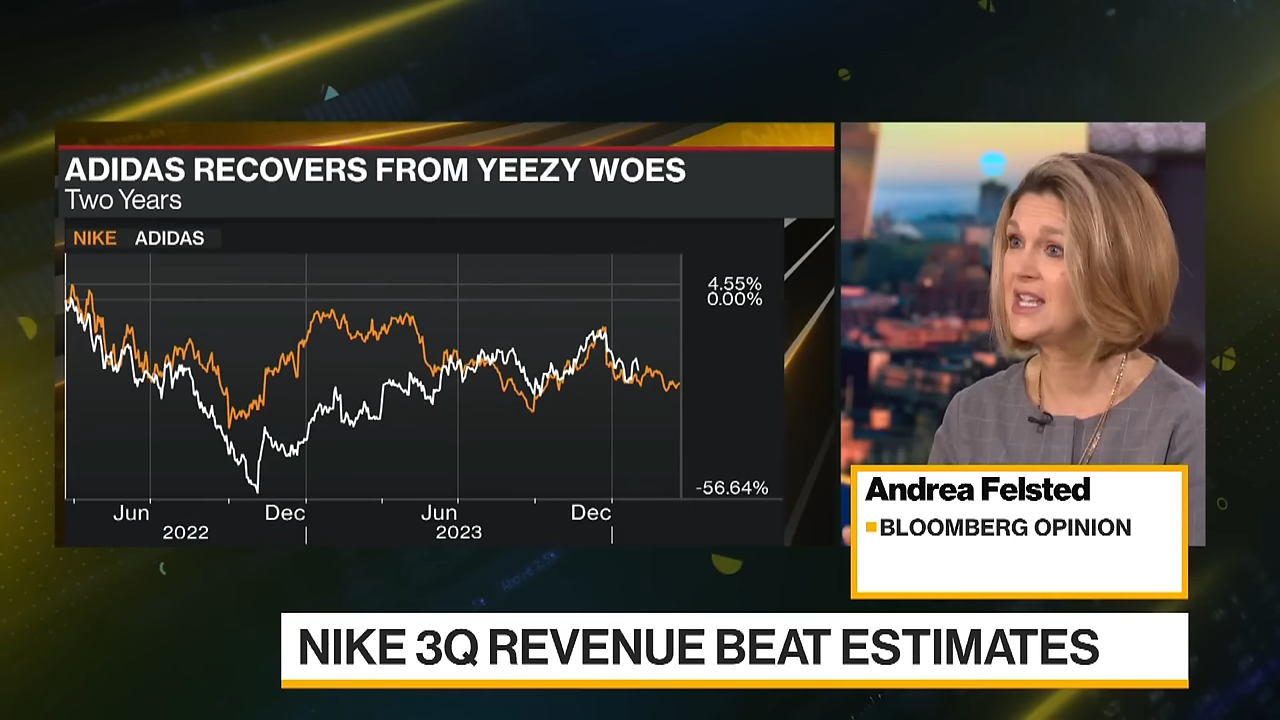 ADIDAS RECOVERS FROM YEEZY WOES
Two Years
NIKE ADIDAS
4.55%
0.00%
-56.64%
Jun Dec Jun Dec
2022 2023
Andrea Felsted
BLOOMBERG OPINION
NIKE 3Q REVENUE BEAT ESTIMATES